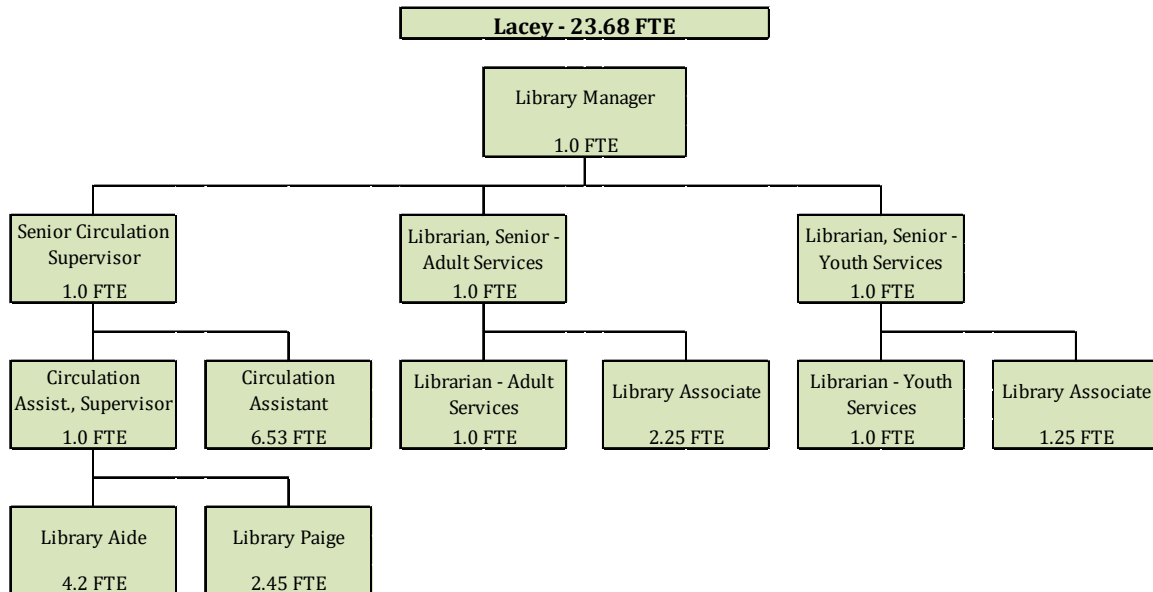 Lacey - 23.68 FTE
Library Manager
1.0 FTE
Senior Circulation
Supervisor
1.0 FTE
Librarian, Senior -
Adult Services
1.0 FTE
Librarian, Senior -
Youth Services
1.0 FTE
Circulation
Assist., Supervisor
1.0 FTE
Circulation
Assistant
6.53 FTE
Librarian - Adult
Services
1.0 FTE
Library Associate
2.25 FTE
Librarian - Youth
Services
1.0 FTE
Library Associate
1.25 FTE
Library Aide
4.2 FTE
Library Paige
2.45 FTE